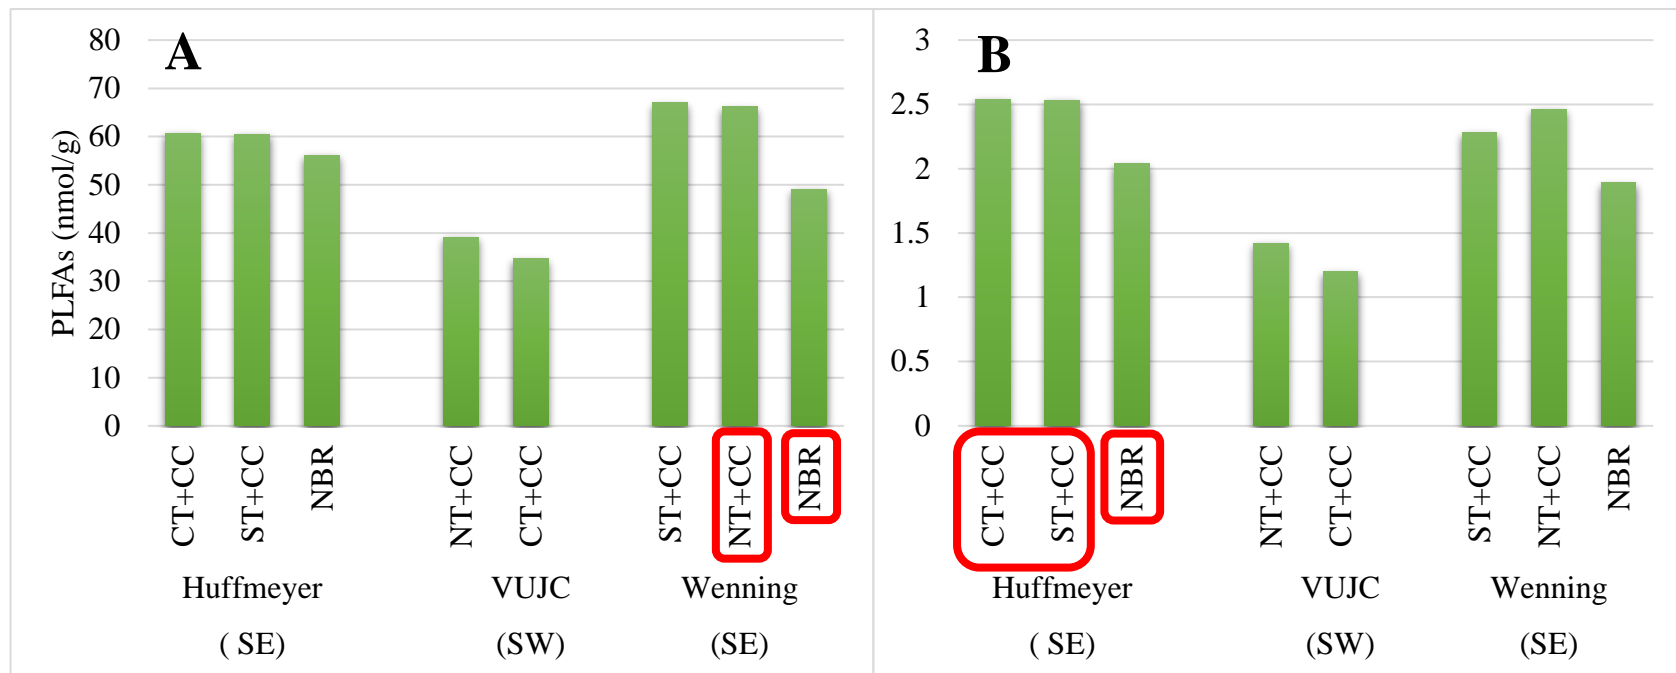 A
PLFAs (nmol/g)
80
70
60
50
40
30
20
10
0
CT+CC
ST+CC
NBR
NT+CC
CT+CC
ST+CC
NT+CC
NBR
Huffmeyer
VUJC
Wenning
( SE)
(SW)
(SE)
B
3
2.5
2
1.5
1
0.5
0
CT+CC
ST+CC
NBR
NT+CC
CT+CC
ST+CC
NT+CC
NBR
Huffmeyer
VUJC
Wenning
( SE)
(SW)
(SE)